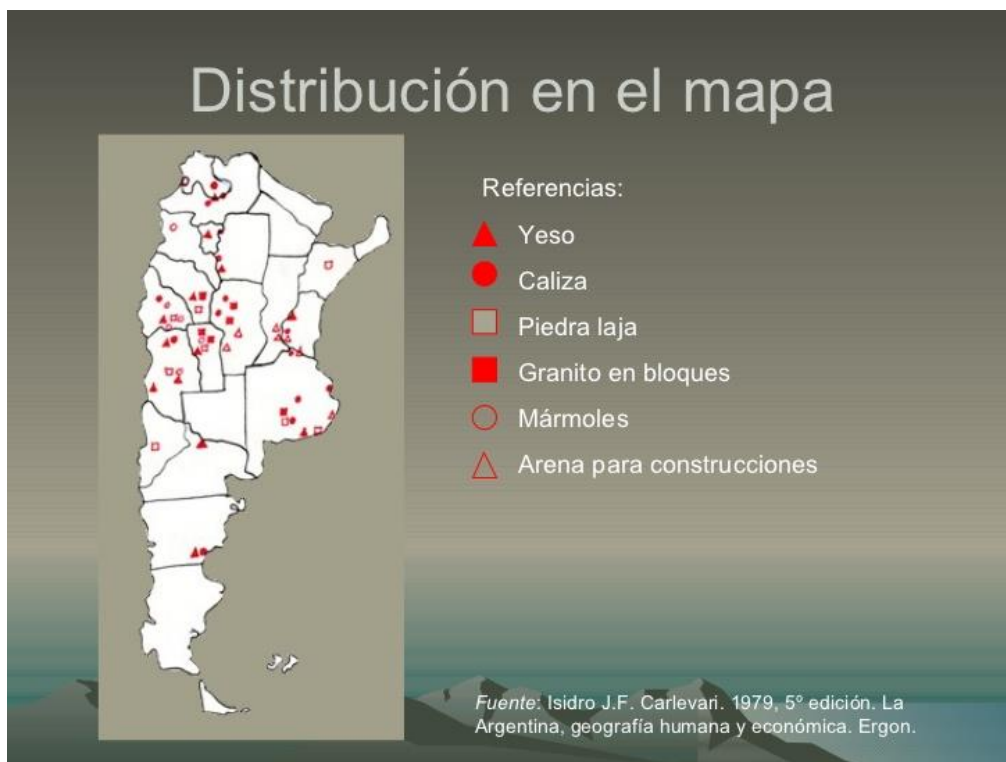 Distribución en el mapa
Referencias:
Yeso
Caliza
Piedra laja
Granito en bloques
Mármoles
Arena para construcciones
Fuente: Isidro J.F. Carlevari. 1979, 5º edición. La
Argentina, geografía humana y económica. Ergon.